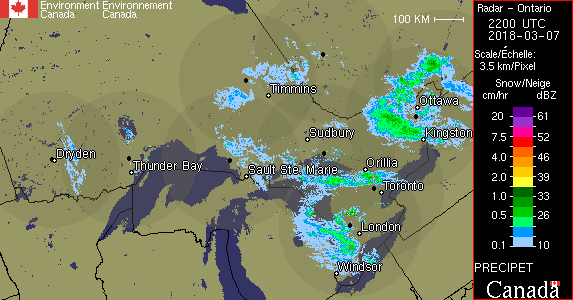 Environment Environnement
Canada Canada
100 KM
Timmins
Ottawa
Sudbury
Kingston
Dryden
Thunder Bay
Sault Ste. Marie
Orillia
Toronto
London
Windsor
Radar - Ontario
2200 UTC
2018-03-07
Scale/Échelle:
3.5 km/Pixel
Snow/Neige
cm/hr dBZ
20 61
7.5 57
5.5 52
4.0 46
2.0 39
1.0 33
0.5 26
0.1 10
PRECIPET
Canada